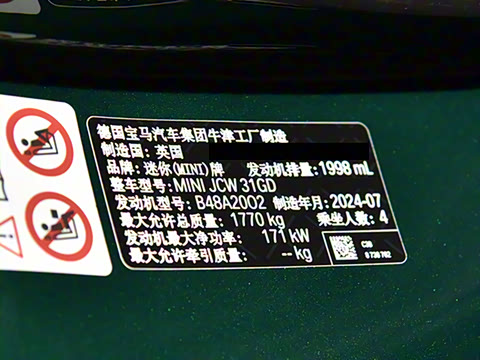 德国宝马汽车集团牛津工厂制造
制造国: 英国
品牌: 迷你(MINI)牌 发动机排量: 1998 mL
整车型号: MINI JCW 31GD
发动机型号: B48A20O2 制造年月: 2024-07
最大允许总质量: 1770 kg 乘坐人数: 4
发动机最大净功率: 171 kW
最大允许牵引质量: -- kg